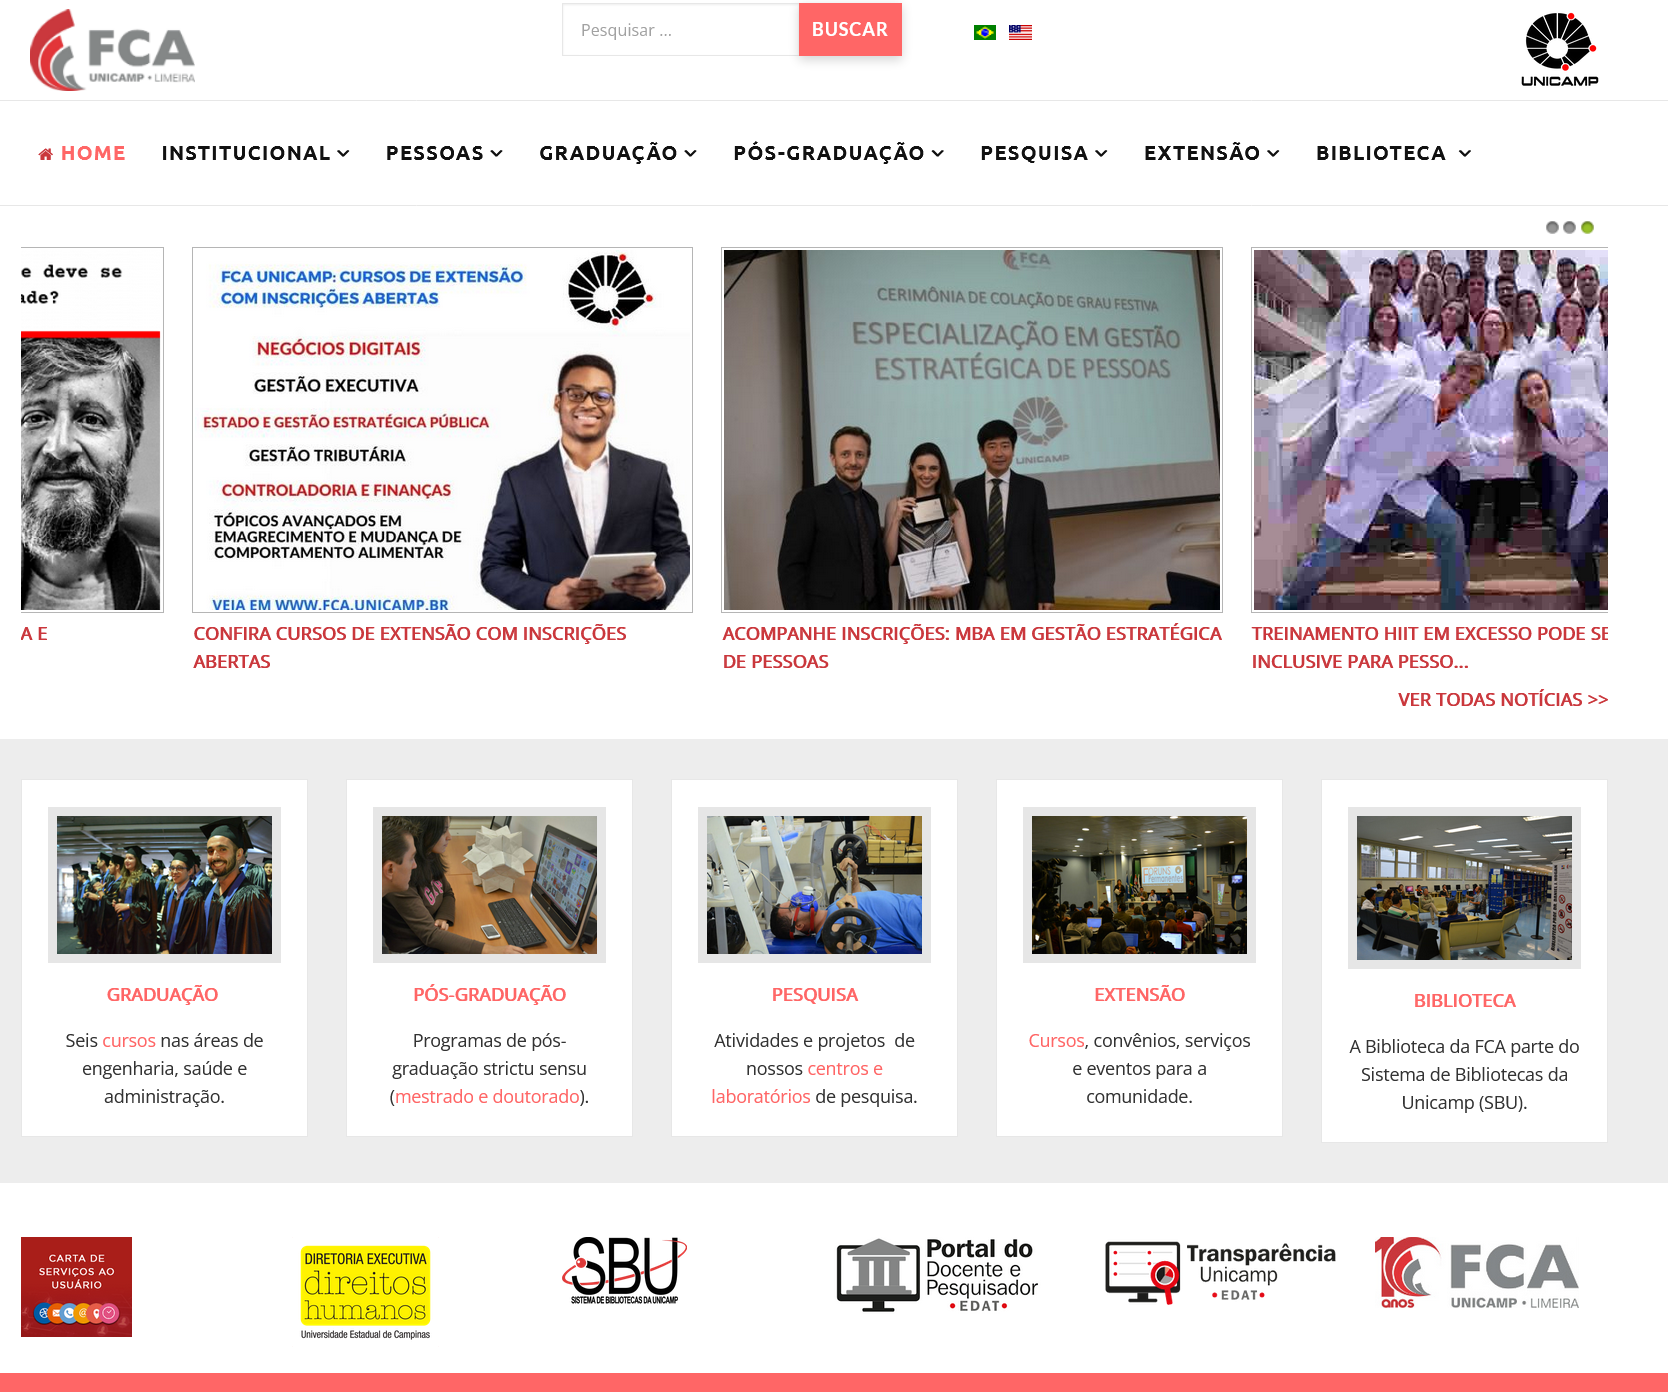 FCA
UNICAMP • LIMEIRA
Pesquisar ...
BUSCAR
UNICAMP
HOME
INSTITUCIONAL
PESSOAS
GRADUAÇÃO
PÓS-GRADUAÇÃO
PESQUISA
EXTENSÃO
BIBLIOTECA
e deve se
ade?
A E
FCA UNICAMP: CURSOS DE EXTENSÃO
COM INSCRIÇÕES ABERTAS
NEGÓCIOS DIGITAIS
GESTÃO EXECUTIVA
ESTADO E GESTÃO ESTRATÉGICA PÚBLICA
GESTÃO TRIBUTÁRIA
CONTROLADORIA E FINANÇAS
TÓPICOS AVANÇADOS EM
EMAGRECIMENTO E MUDANÇA DE
COMPORTAMENTO ALIMENTAR
VEJA EM WWW.FCA.UNICAMP.BR
CONFIRA CURSOS DE EXTENSÃO COM INSCRIÇÕES
ABERTAS
FCA
CERIMÔNIA DE COLAÇÃO DE GRAU FESTIVA
ESPECIALIZAÇÃO EM GESTÃO
ESTRATÉGICA DE PESSOAS
UNICAMP
ACOMPANHE INSCRIÇÕES: MBA EM GESTÃO ESTRATÉGICA
DE PESSOAS
TREINAMENTO HIIT EM EXCESSO PODE SE
INCLUSIVE PARA PESSO...
VER TODAS NOTÍCIAS >>
GRADUAÇÃO
Seis cursos nas áreas de
engenharia, saúde e
administração.
PÓS-GRADUAÇÃO
Programas de pós-
graduação strictu sensu
(mestrado e doutorado).
PESQUISA
Atividades e projetos de
nossos centros e
laboratórios de pesquisa.
EXTENSÃO
Cursos, convênios, serviços
e eventos para a
comunidade.
BIBLIOTECA
A Biblioteca da FCA parte do
Sistema de Bibliotecas da
Unicamp (SBU).
CARTA DE
SERVIÇOS AO
USUÁRIO
DIRETORIA EXECUTIVA
direitos
humanos
Universidade Estadual de Campinas
SBU
SISTEMA DE BIBLIOTECAS DA UNICAMP
Portal do
Docente e
Pesquisador
• EDAT •
Transparência
Unicamp
• EDAT •
10 anos
FCA
UNICAMP • LIMEIRA